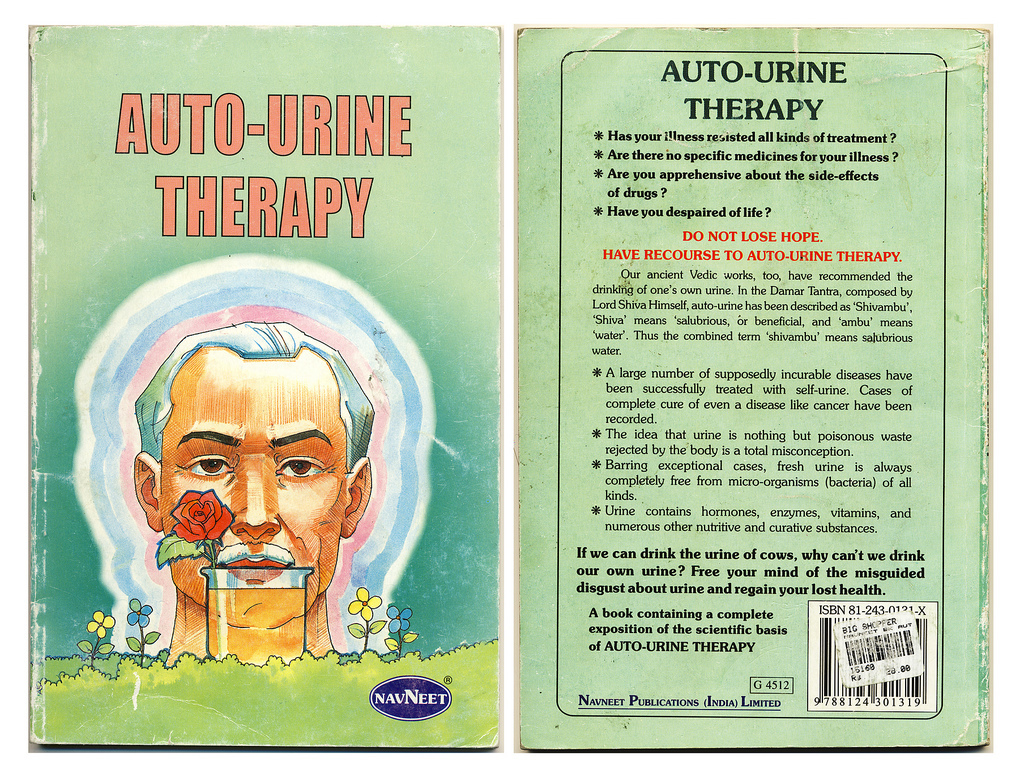 AUTO-URINE
THERAPY
NAVNEET
®
AUTO-URINE
THERAPY
❋ Has your illness resisted all kinds of treatment ?
❋ Are there no specific medicines for your illness ?
❋ Are you apprehensive about the side-effects
of drugs ?
❋ Have you despaired of life ?
DO NOT LOSE HOPE.
HAVE RECOURSE TO AUTO-URINE THERAPY.
Our ancient Vedic works, too, have recommended the
drinking of one's own urine. In the Damar Tantra, composed by
Lord Shiva Himself, auto-urine has been described as 'Shivambu',
'Shiva' means 'salubrious, or beneficial, and 'ambu' means
'water'. Thus the combined term 'shivambu' means salubrious
water.
❋ A large number of supposedly incurable diseases have
been successfully treated with self-urine. Cases of
complete cure of even a disease like cancer have been
recorded.
❋ The idea that urine is nothing but poisonous waste
rejected by the body is a total misconception.
❋ Barring exceptional cases, fresh urine is always
completely free from micro-organisms (bacteria) of all
kinds.
❋ Urine contains hormones, enzymes, vitamins, and
numerous other nutritive and curative substances.
If we can drink the urine of cows, why can't we drink
our own urine? Free your mind of the misguided
disgust about urine and regain your lost health.
A book containing a complete
exposition of the scientific basis
of AUTO-URINE THERAPY
G 4512
NAVNEET PUBLICATIONS (INDIA) LIMITED
ISBN 81-243-0131-X
BIG SHOPPER
15160
Rs 20.00
9 788124 301319